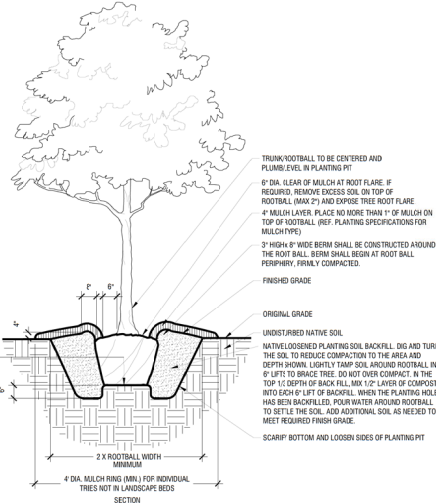 TRUNK/ROOTBALL TO BE CENTERED AND
PLUMB/LEVEL IN PLANTING PIT
6" DIA. CLEAR OF MULCH AT ROOT FLARE. IF
REQUIRED, REMOVE EXCESS SOIL ON TOP OF
ROOTBALL (MAX 2") AND EXPOSE TREE ROOT FLARE
4" MULCH LAYER. PLACE NO MORE THAN 1" OF MULCH ON
TOP OF ROOTBALL (REF. PLANTING SPECIFICATIONS FOR
MULCH TYPE)
3" HIGH x 8" WIDE BERM SHALL BE CONSTRUCTED AROUND
THE ROOT BALL. BERM SHALL BEGIN AT ROOT BALL
PERIPHRY, FIRMLY COMPACTED.
FINISHED GRADE
8"
6"
4"
ORIGINAL GRADE
UNDISTURBED NATIVE SOIL
NATIVE LOOSENED PLANTING SOIL BACKFILL. DIG AND TURN
THE SOIL TO REDUCE COMPACTION TO THE AREA AND
DEPTH SHOWN. LIGHTLY TAMP SOIL AROUND ROOTBALL IN
6" LIFTS TO BRACE TREE. DO NOT OVER COMPACT. IN THE
TOP 1/2 DEPTH OF BACK FILL, MIX 1/2" LAYER OF COMPOST
INTO EACH 6" LIFT OF BACKFILL. WHEN THE PLANTING HOLE
HAS BEEN BACKFILLED, POUR WATER AROUND ROOTBALL
TO SETTLE THE SOIL. ADD ADDITIONAL SOIL AS NEEDED TO
MEET REQUIRED FINISH GRADE.
6"
SCARIFY BOTTOM AND LOOSEN SIDES OF PLANTING PIT
2 X ROOTBALL WIDTH
MINIMUM
4' DIA. MULCH RING (MIN.) FOR INDIVIDUAL
TREES NOT IN LANDSCAPE BEDS
SECTION